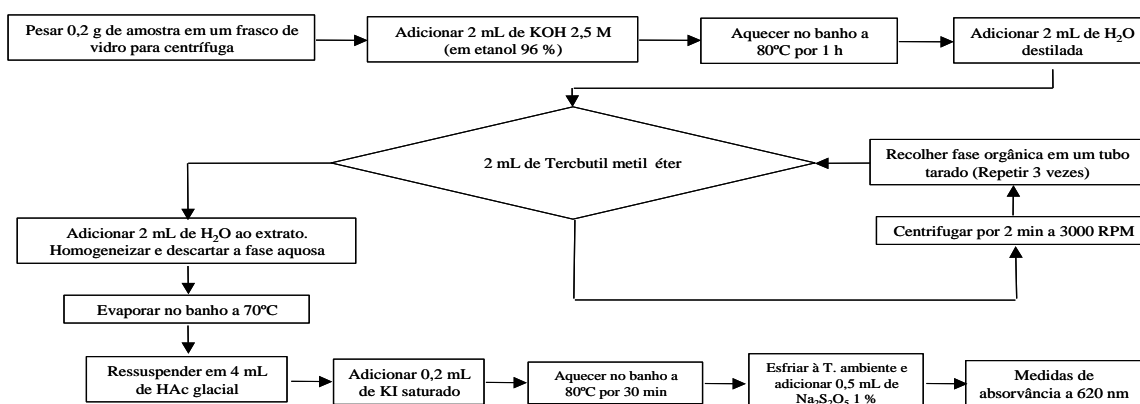 Pesar 0,2 g de amostra em um frasco de
vidro para centrífuga
Adicionar 2 mL de KOH 2,5 M
(em etanol 96 %)
Aquecer no banho a
80ºC por 1 h
Adicionar 2 mL de H₂O
destilada
2 mL de Tercbutil metil éter
Recolher fase orgânica em um tubo
tarado (Repetir 3 vezes)
Centrifugar por 2 min a 3000 RPM
Adicionar 2 mL de H₂O ao extrato.
Homogeneizar e descartar a fase aquosa
Evaporar no banho a 70ºC
Ressuspender em 4 mL
de HAc glacial
Adicionar 0,2 mL
de KI saturado
Aquecer no banho a
80ºC por 30 min
Esfriar à T. ambiente e
adicionar 0,5 mL de
Na₂S₂O₅ 1 %
Medidas de
absorvância a 620 nm